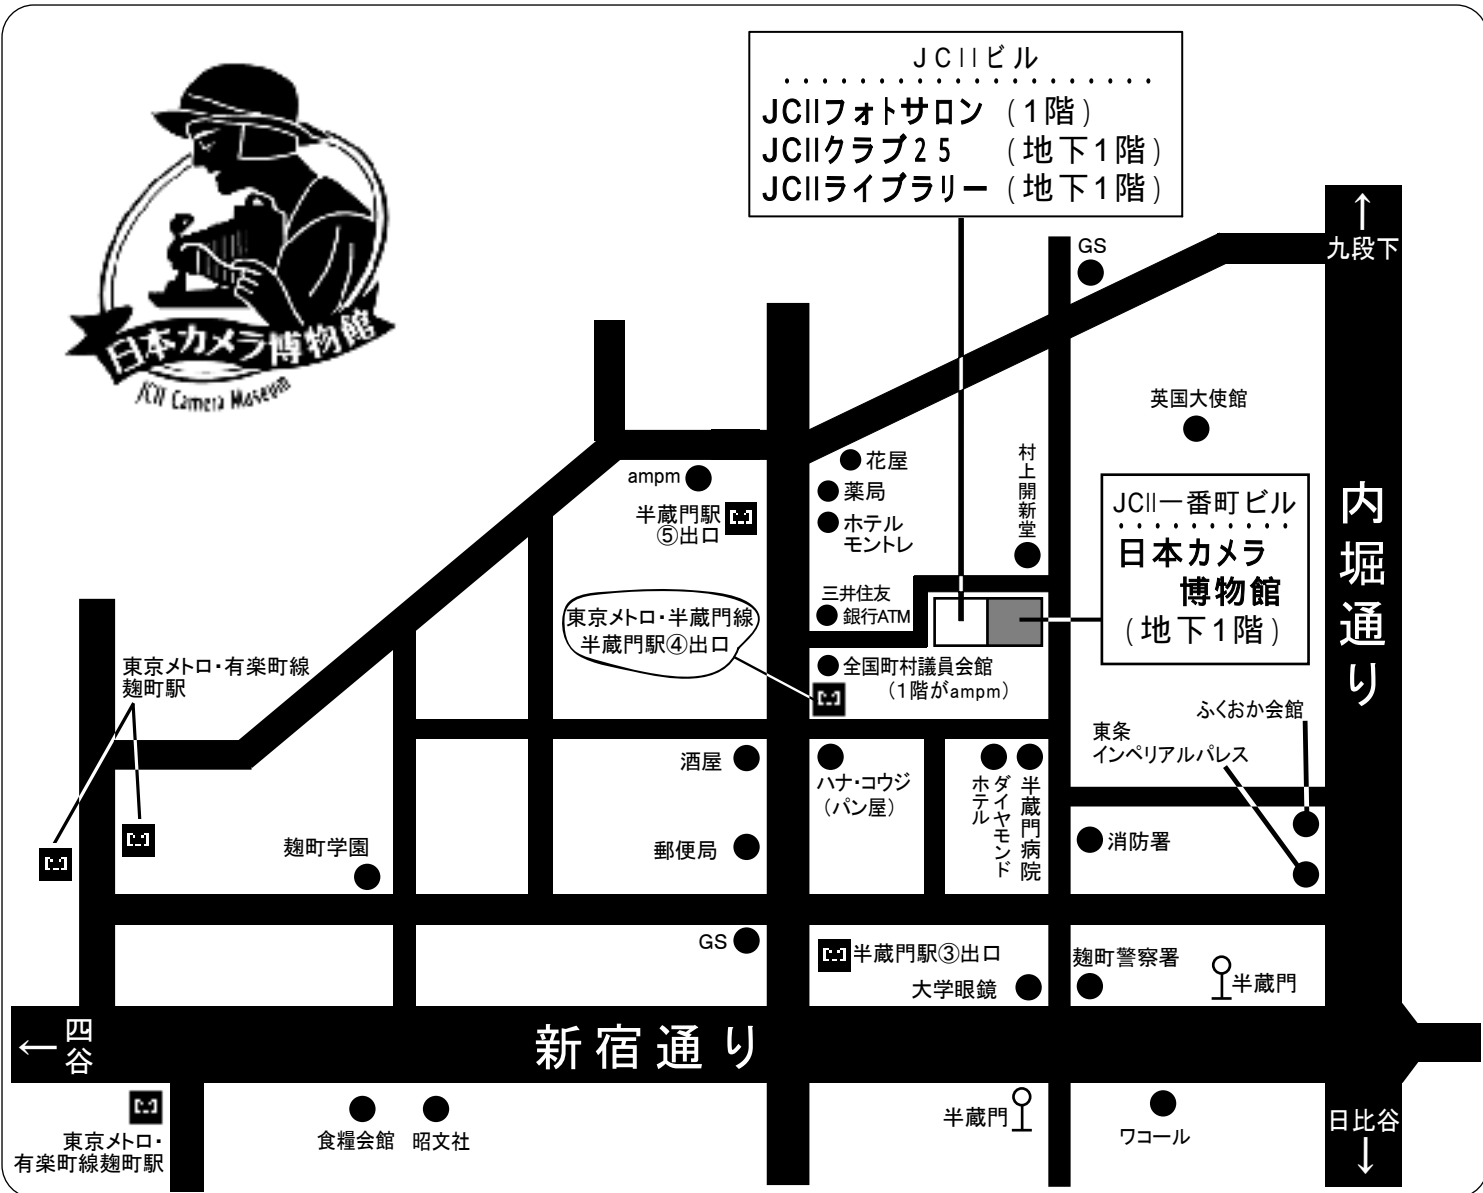 JCIIビル
JCIIフォトサロン (1階)
JCIIクラブ25 (地下1階)
JCIIライブラリー (地下1階)
日本カメラ博物館
JCII Camera Museum
↑
九段下
GS
英国大使館
村上開新堂
花屋
薬局
ホテル
モントレ
ampm
半蔵門駅
⑤出口
JCII一番町ビル
日本カメラ
博物館
(地下1階)
内堀通り
三井住友
銀行ATM
東京メトロ・半蔵門線
半蔵門駅④出口
全国町村議員会館
(1階がampm)
東京メトロ・有楽町線
麹町駅
ふくおか会館
東条
インペリアルパレス
酒屋
ハナ・コウジ
(パン屋)
ダイヤモンド
ホテル
半蔵門病院
消防署
麹町学園
郵便局
GS
半蔵門駅③出口
大学眼鏡
麹町警察署
半蔵門
←四谷
新宿通り
東京メトロ・
有楽町線麹町駅
食糧会館
昭文社
半蔵門
ワコール
日比谷
↓